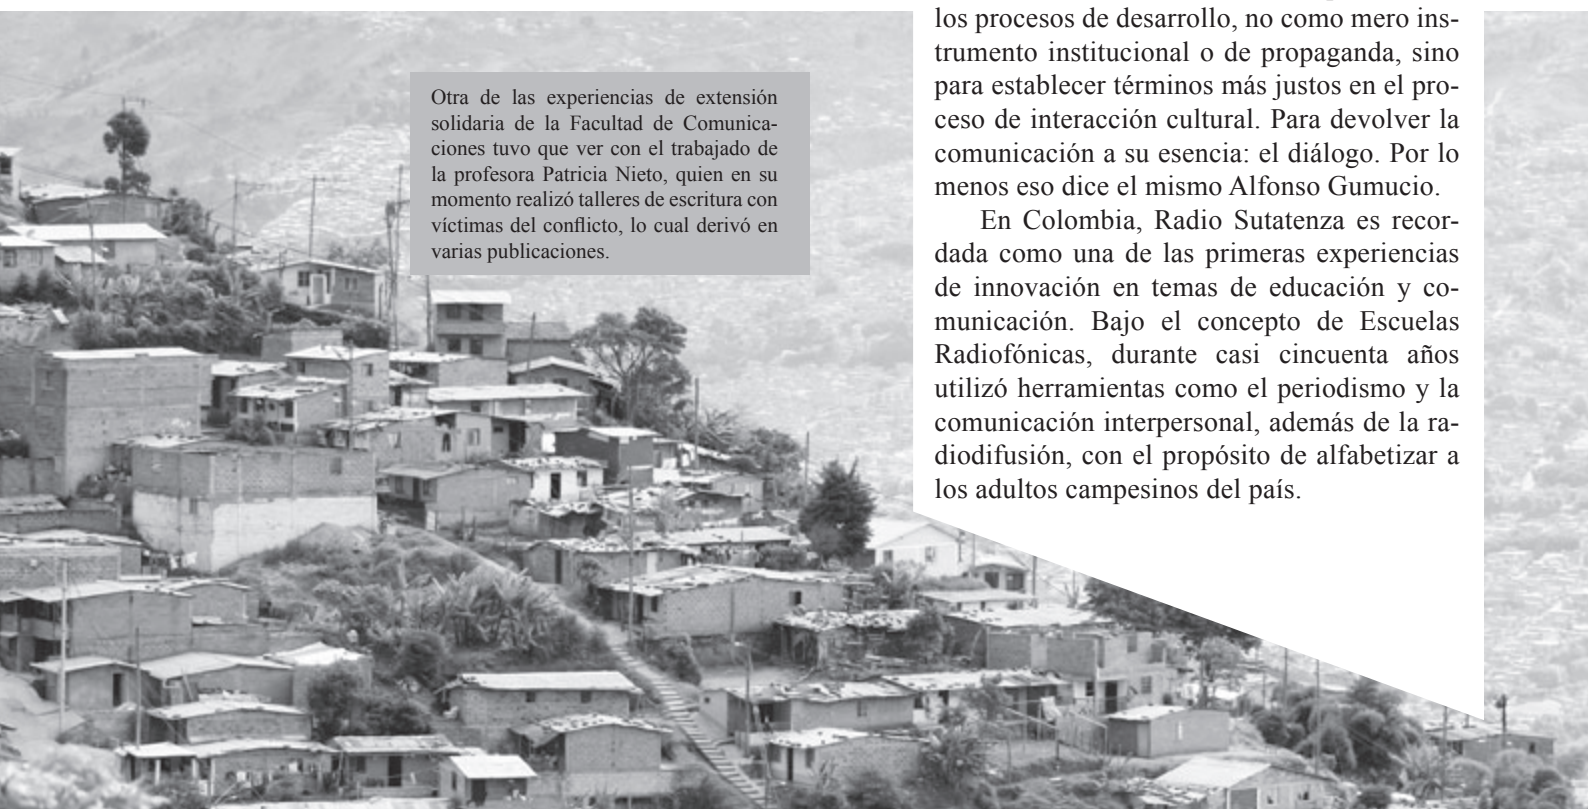 Otra de las experiencias de extensión
solidaria de la Facultad de Comunica-
ciones tuvo que ver con el trabajado de
la profesora Patricia Nieto, quien en su
momento realizó talleres de escritura con
víctimas del conflicto, lo cual derivó en
varias publicaciones.
los procesos de desarrollo, no como mero ins-
trumento institucional o de propaganda, sino
para establecer términos más justos en el pro-
ceso de interacción cultural. Para devolver la
comunicación a su esencia: el diálogo. Por lo
menos eso dice el mismo Alfonso Gumucio.
En Colombia, Radio Sutatenza es recor-
dada como una de las primeras experiencias
de innovación en temas de educación y co-
municación. Bajo el concepto de Escuelas
Radiofónicas, durante casi cincuenta años
utilizó herramientas como el periodismo y la
comunicación interpersonal, además de la ra-
diodifusión, con el propósito de alfabetizar a
los adultos campesinos del país.